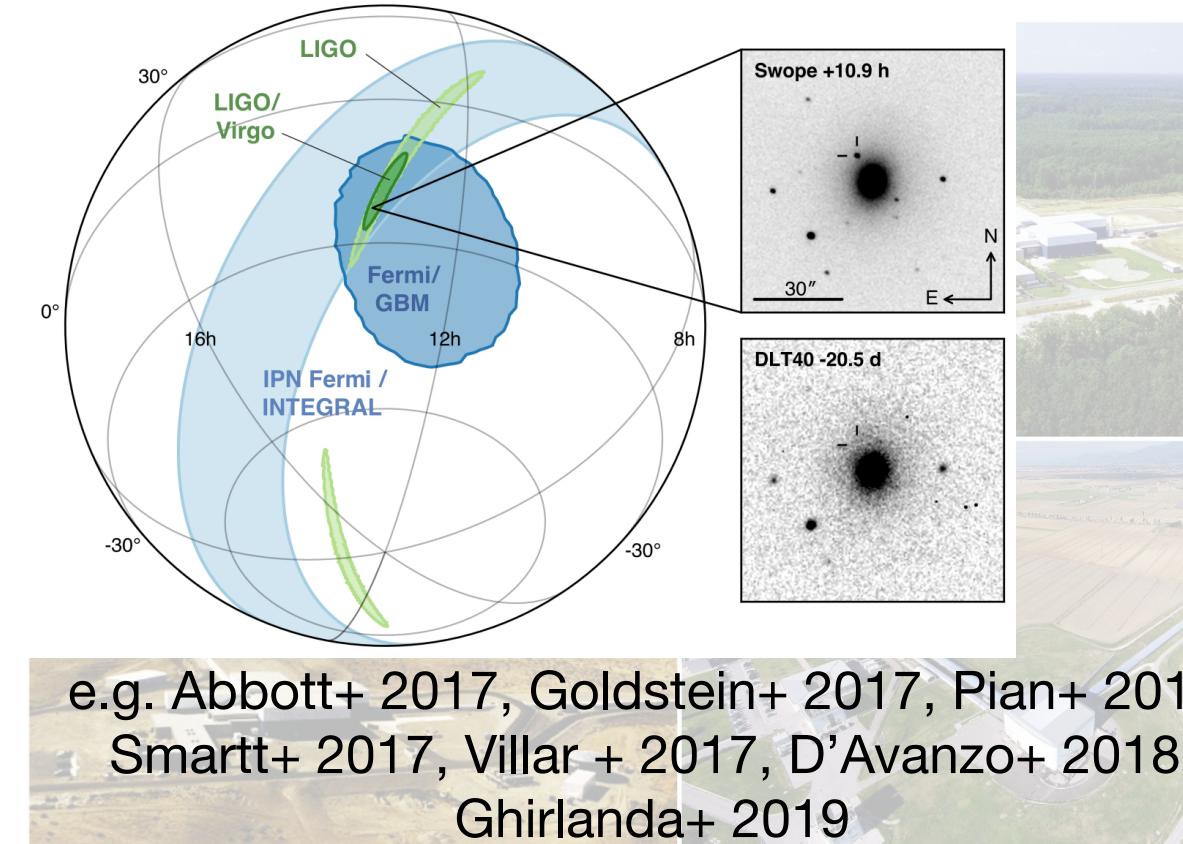 LIGO
30°
LIGO/
Virgo
Fermi/
GBM
0°
16h
12h
8h
IPN Fermi /
INTEGRAL
-30°
-30°
Swope +10.9 h
N
30″
E
DLT40 -20.5 d
e.g. Abbott+ 2017, Goldstein+ 2017, Pian+ 201
Smartt+ 2017, Villar + 2017, D’Avanzo+ 2018
Ghirlanda+ 2019